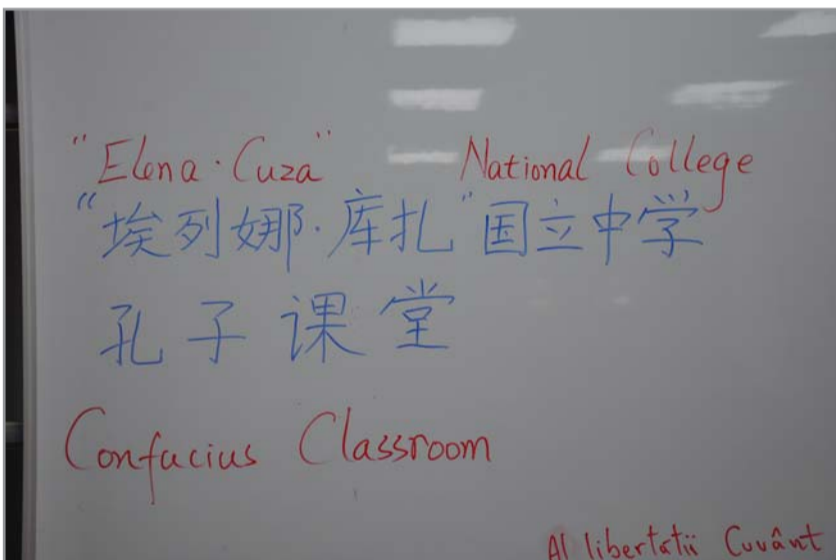 "Elena·Cuza" National College
"埃列娜·库扎"国立中学
孔子课堂
Confucius Classroom
Al libertatii Cuvânt